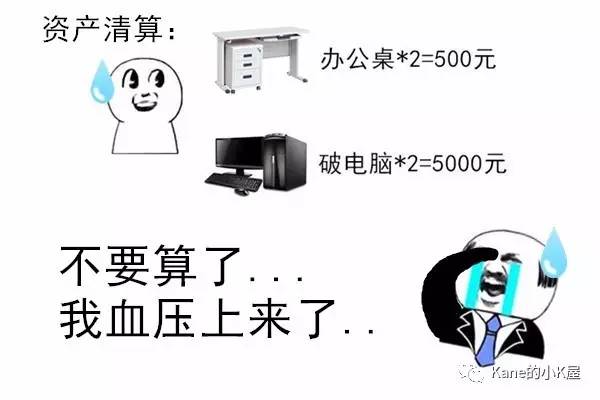 资产清算：
办公桌*2=500元
破电脑*2=5000元
不要算了...
我血压上来了..
Kane的小K屋